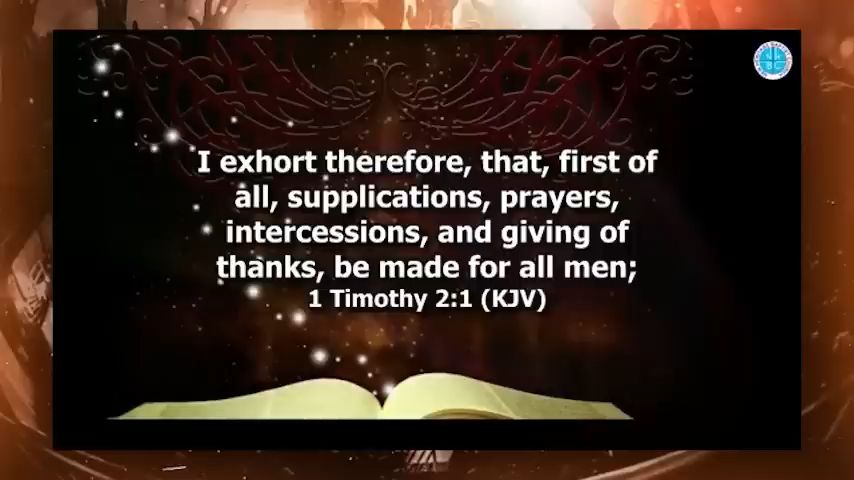 I exhort therefore, that, first of
all, supplications, prayers,
intercessions, and giving of
thanks, be made for all men;
1 Timothy 2:1 (KJV)